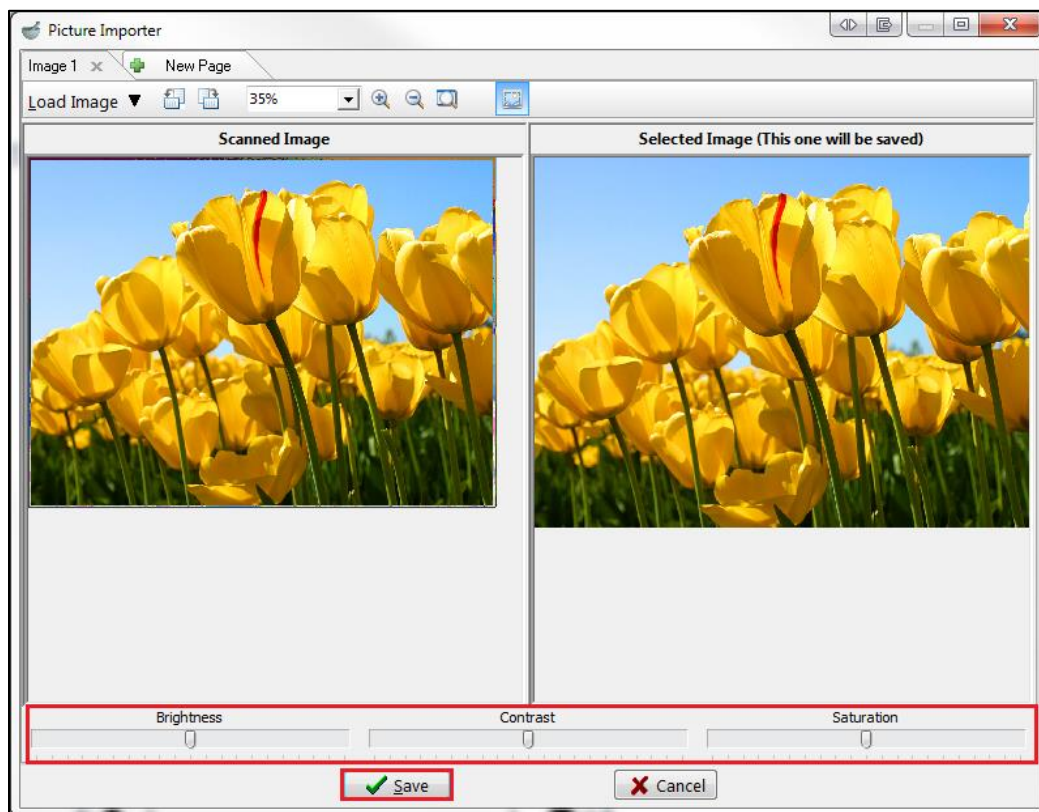 Picture Importer
Image 1 New Page
Load Image 35%
Scanned Image Selected Image (This one will be saved)
Brightness Contrast Saturation
Save Cancel